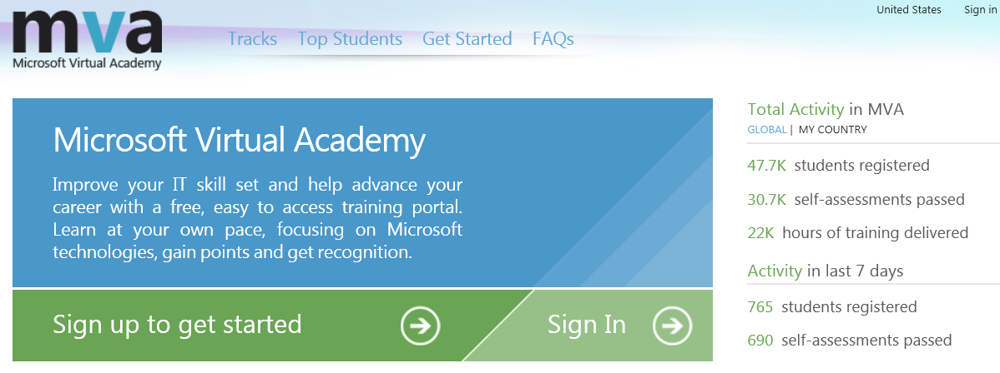 mva
Microsoft Virtual Academy
United States Sign in
Tracks Top Students Get Started FAQs
Microsoft Virtual Academy
Improve your IT skill set and help advance your
career with a free, easy to access training portal.
Learn at your own pace, focusing on Microsoft
technologies, gain points and get recognition.
Sign up to get started
Sign In
Total Activity in MVA
GLOBAL | MY COUNTRY
47.7K students registered
30.7K self-assessments passed
22K hours of training delivered
Activity in last 7 days
765 students registered
690 self-assessments passed